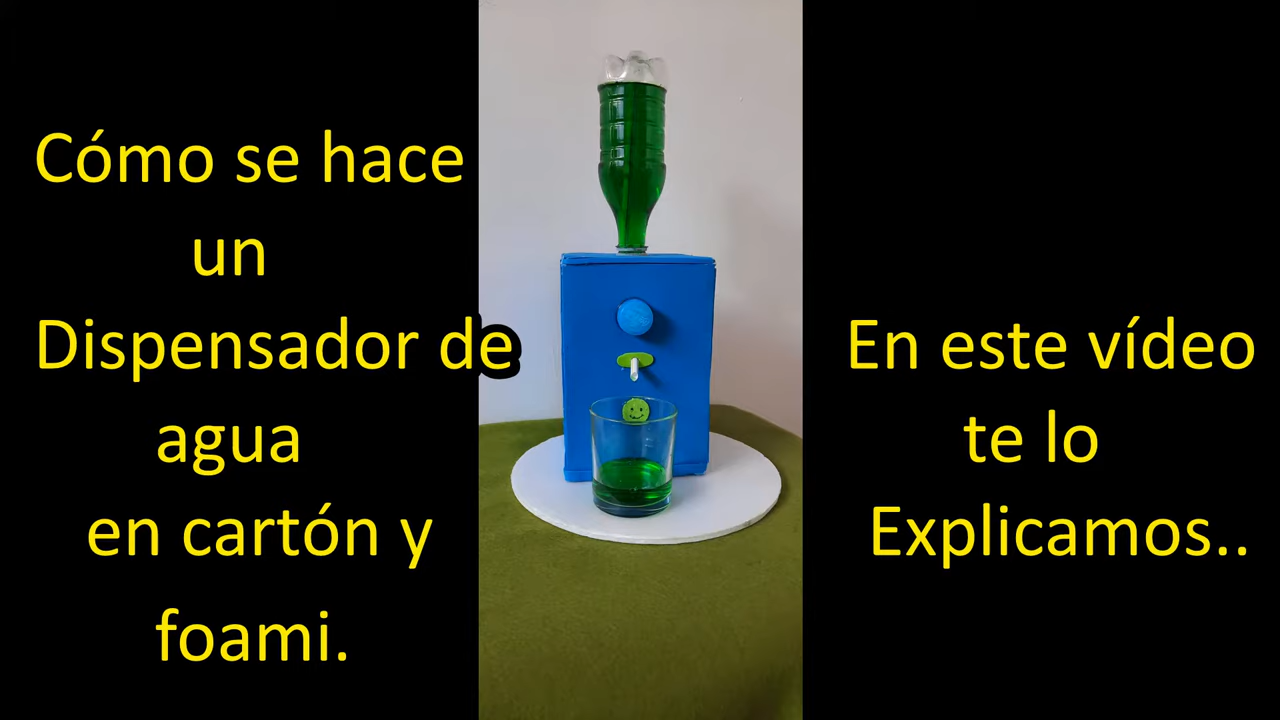 Cómo se hace
un
Dispensador de
agua
en cartón y
foami.
En este vídeo
te lo
Explicamos..